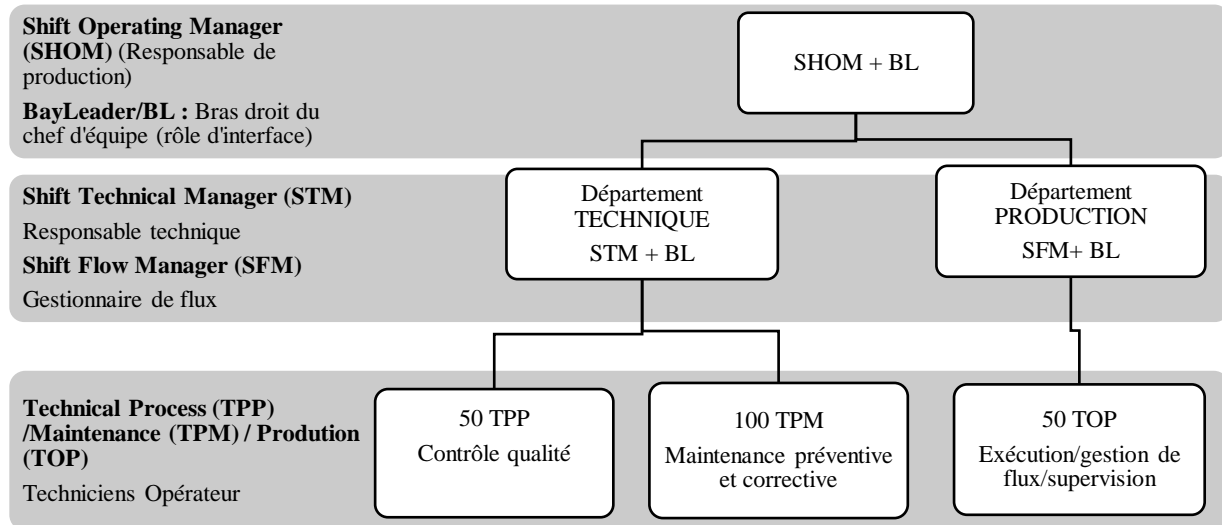 Shift Operating Manager
(SHOM) (Responsable de
production)
BayLeader/BL : Bras droit du
chef d'équipe (rôle d'interface)
SHOM + BL
Shift Technical Manager (STM)
Responsable technique
Shift Flow Manager (SFM)
Gestionnaire de flux
Département
TECHNIQUE
STM + BL
Département
PRODUCTION
SFM+ BL
Technical Process (TPP)
/Maintenance (TPM) / Prodution
(TOP)
Techniciens Opérateur
50 TPP
Contrôle qualité
100 TPM
Maintenance préventive
et corrective
50 TOP
Exécution/gestion de
flux/supervision